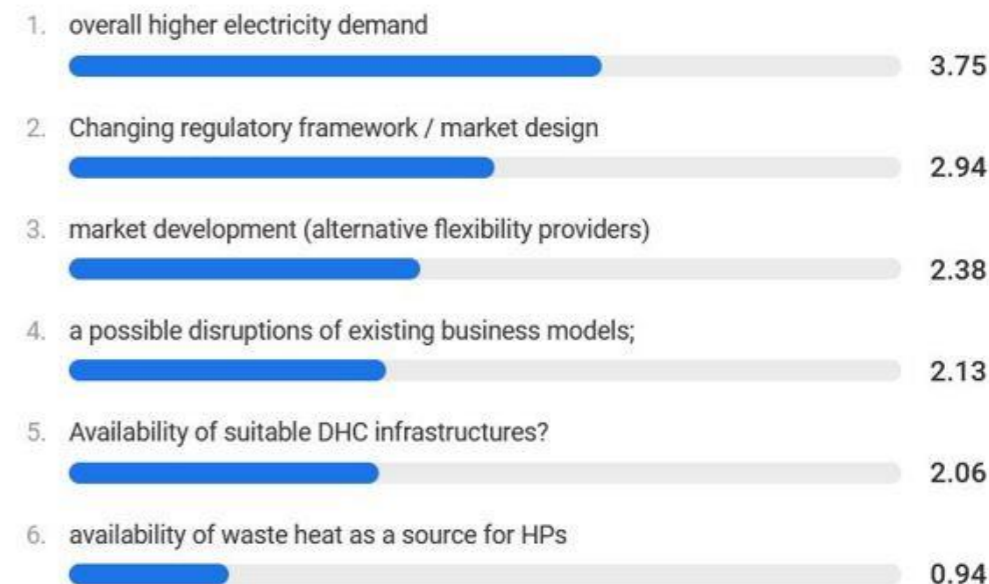 1. overall higher electricity demand
3.75
2. Changing regulatory framework / market design
2.94
3. market development (alternative flexibility providers)
2.38
4. a possible disruptions of existing business models;
2.13
5. Availability of suitable DHC infrastructures?
2.06
6. availability of waste heat as a source for HPs
0.94